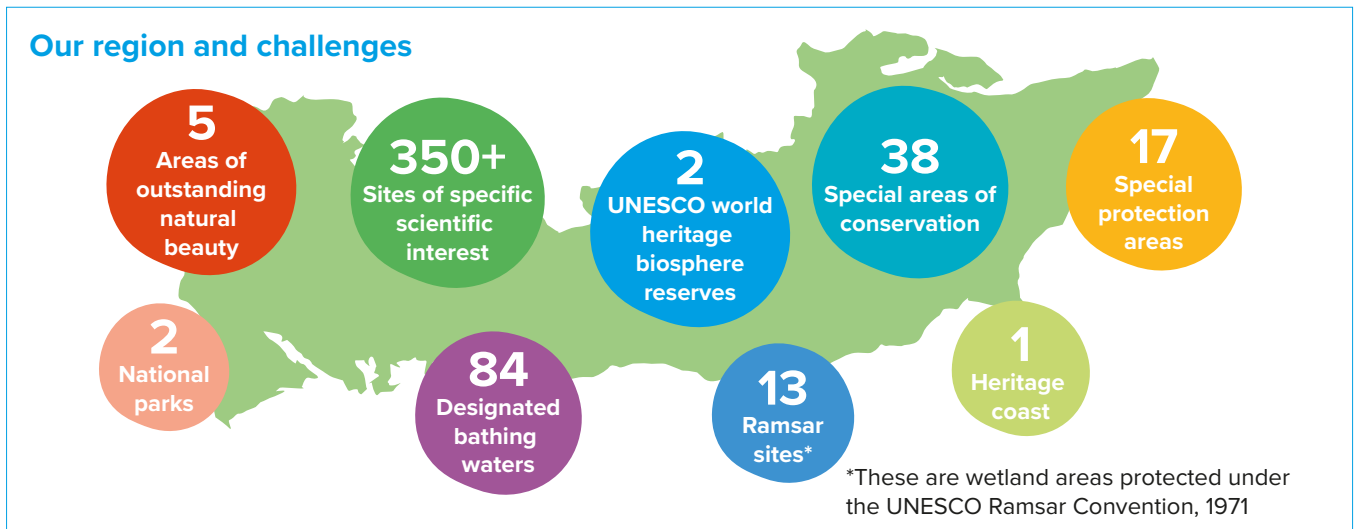 Our region and challenges
5
Areas of
outstanding
natural
beauty
350+
Sites of specific
scientific
interest
2
UNESCO world
heritage
biosphere
reserves
38
Special areas of
conservation
17
Special
protection
areas
2
National
parks
84
Designated
bathing
waters
13
Ramsar
sites*
1
Heritage
coast
*These are wetland areas protected under
the UNESCO Ramsar Convention, 1971